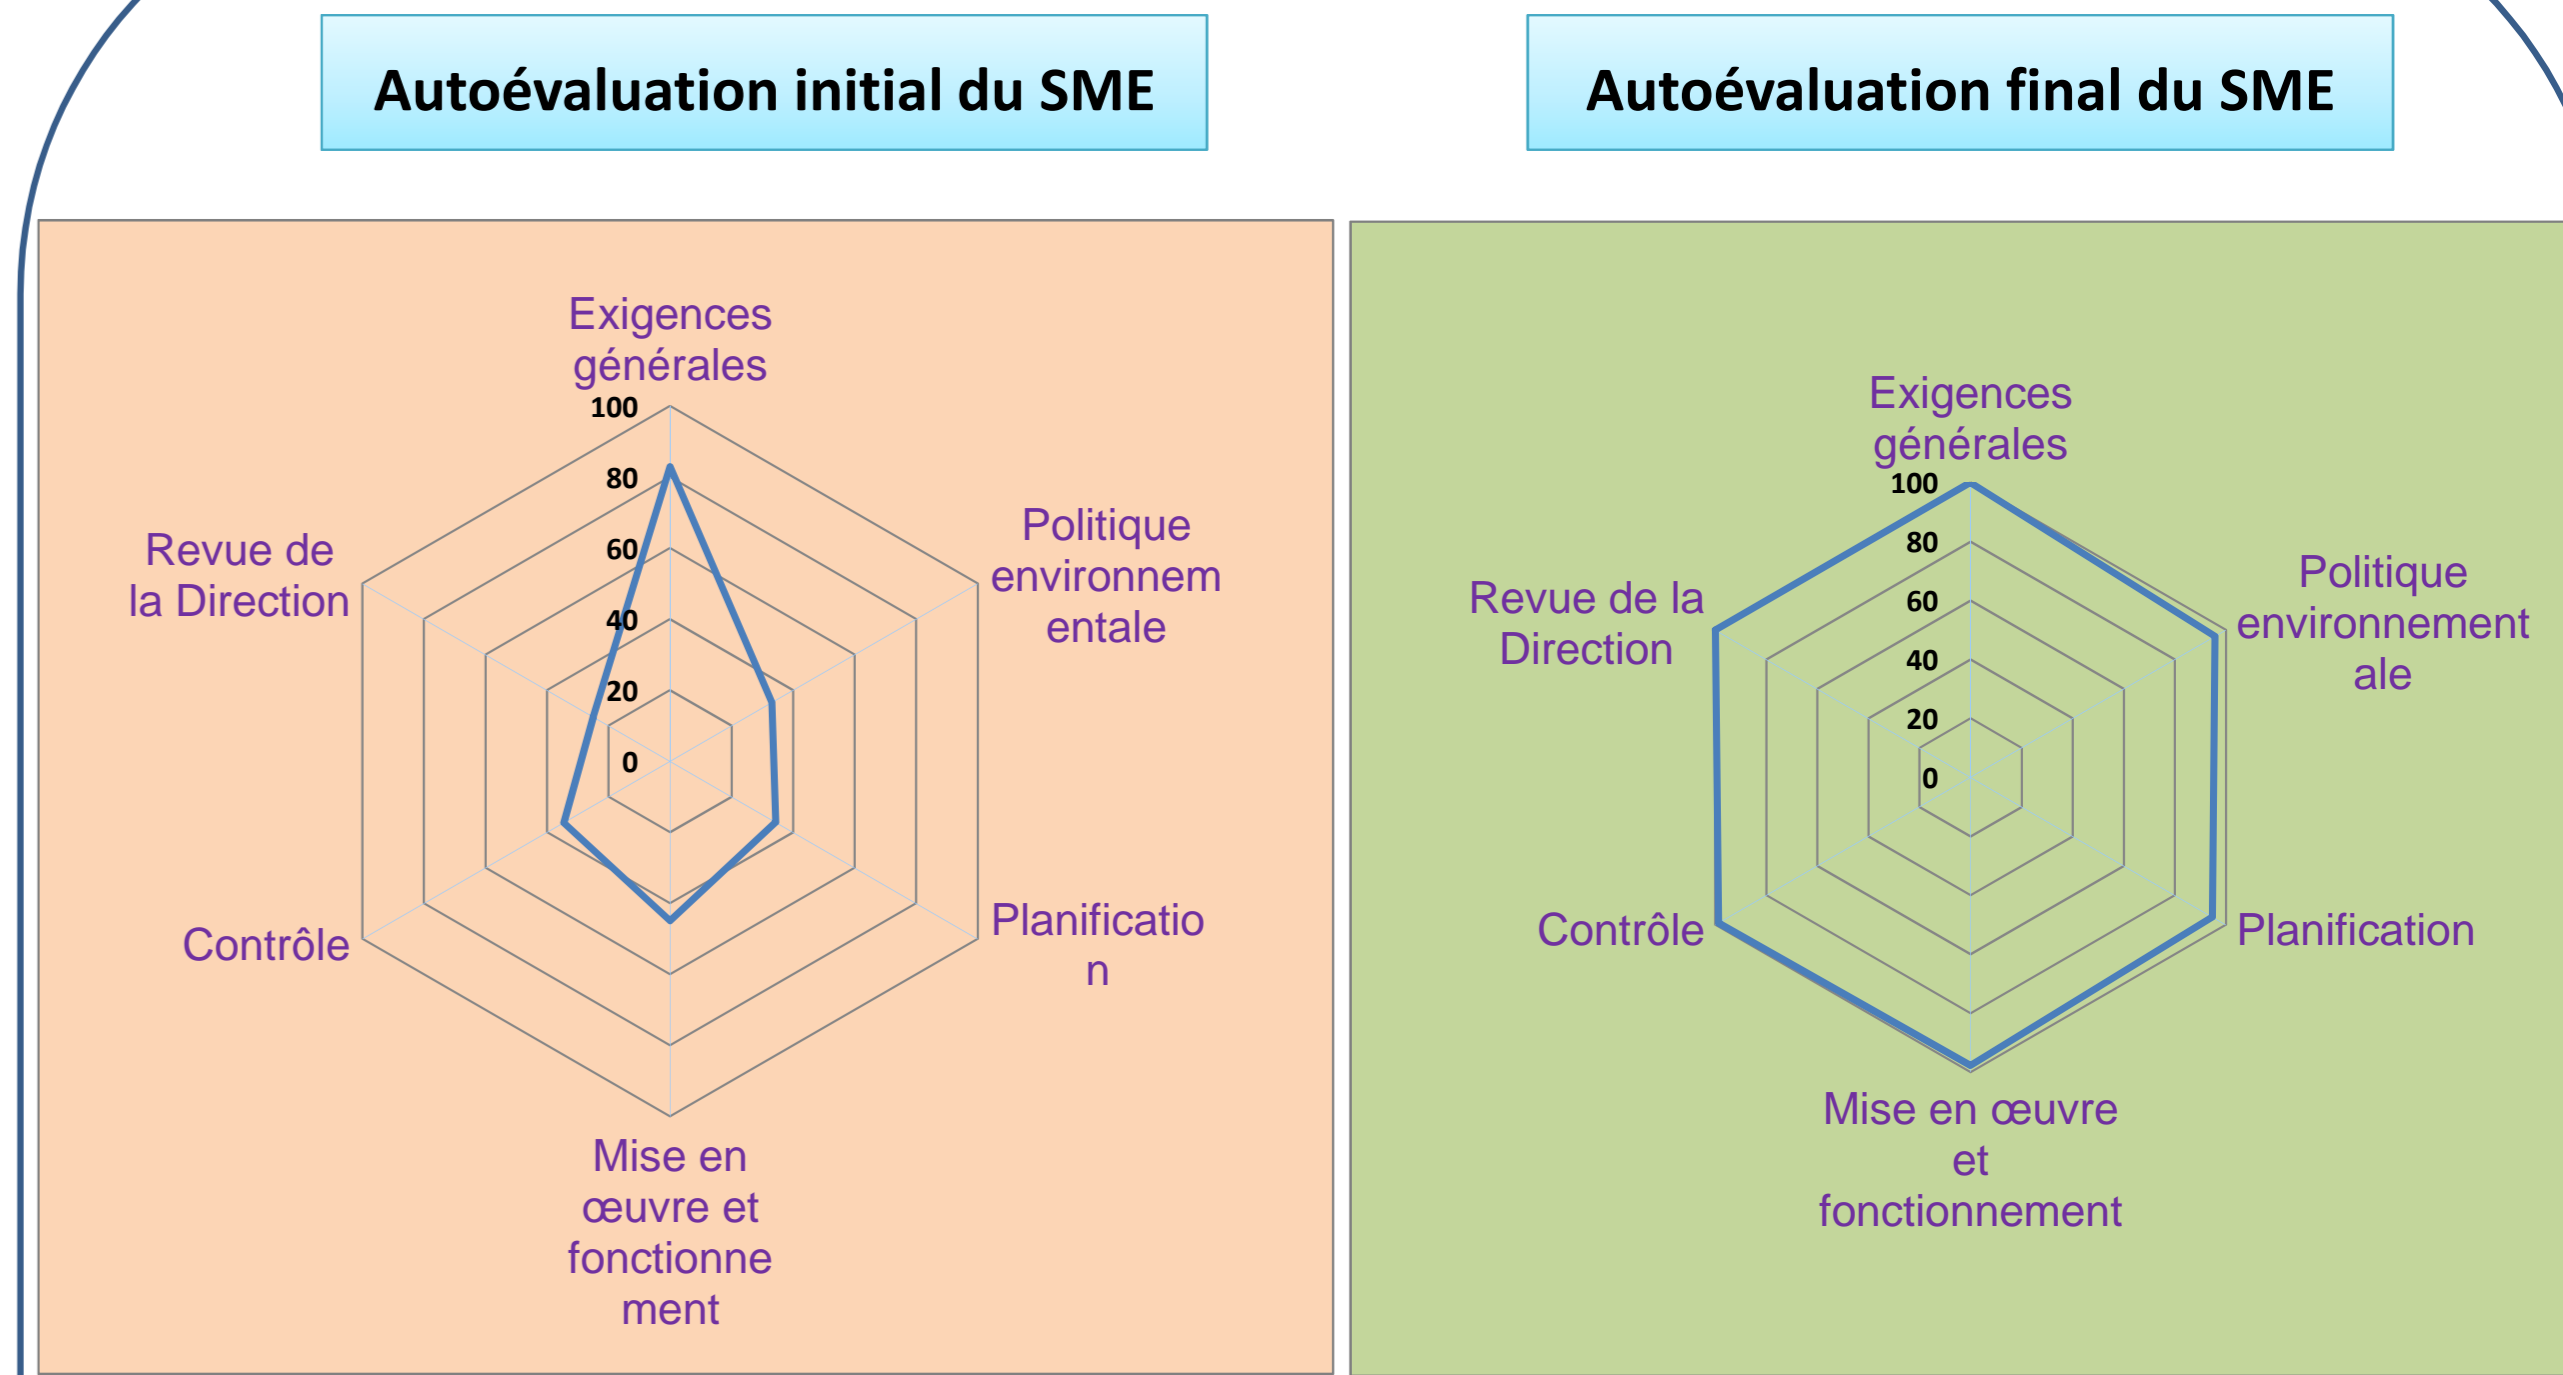 Autoévaluation initial du SME
Autoévaluation final du SME
Exigences
générales
100
80
60
40
20
0
Politique
environnem
entale
Planificatio
n
Mise en
œuvre et
fonctionne
ment
Contrôle
Revue de
la Direction
Exigences
générales
100
80
60
40
20
0
Politique
environnement
ale
Planification
Mise en œuvre
et
fonctionnement
Contrôle
Revue de la
Direction